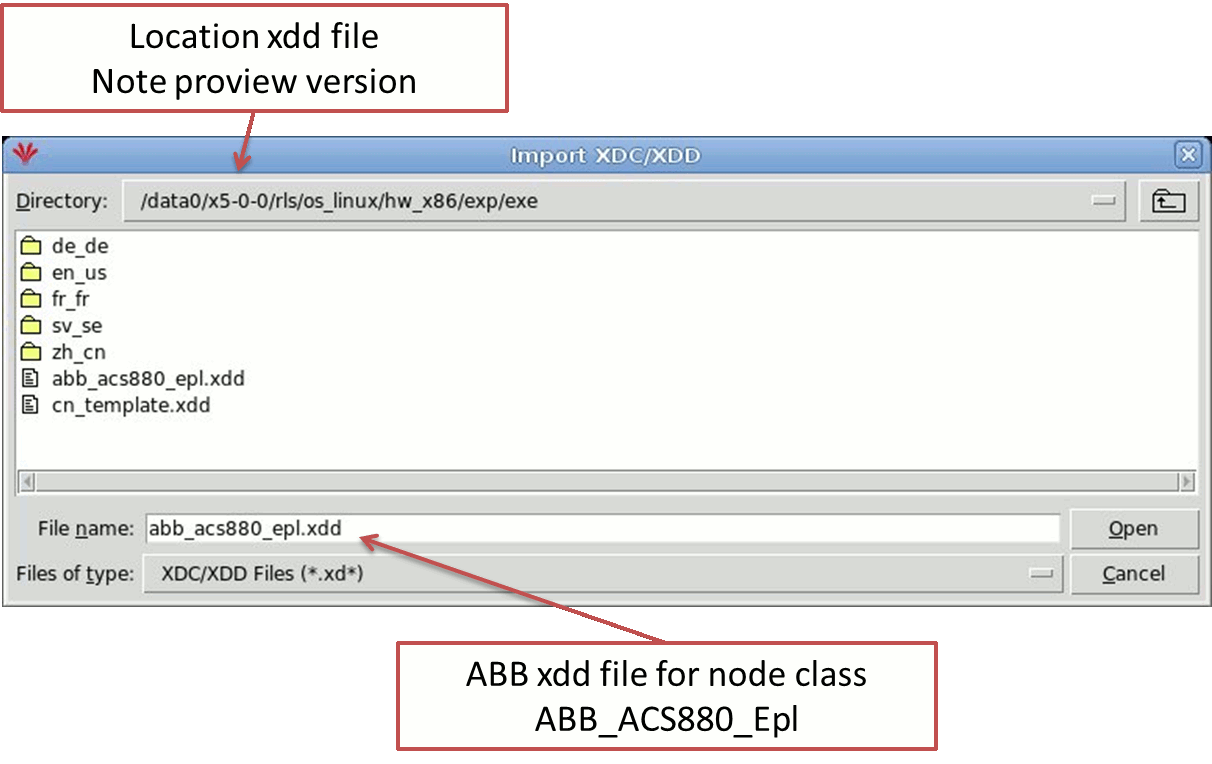 Location xdd file
Note proview version
Import XDC/XDD
Directory: /data0/x5-0-0/rls/os_linux/hw_x86/exp/exe
de_de
en_us
fr_fr
sv_se
zh_cn
abb_acs880_epl.xdd
cn_template.xdd
File name: abb_acs880_epl.xdd Open
Files of type: XDC/XDD Files (*.xd*) Cancel
ABB xdd file for node class
ABB_ACS880_Epl